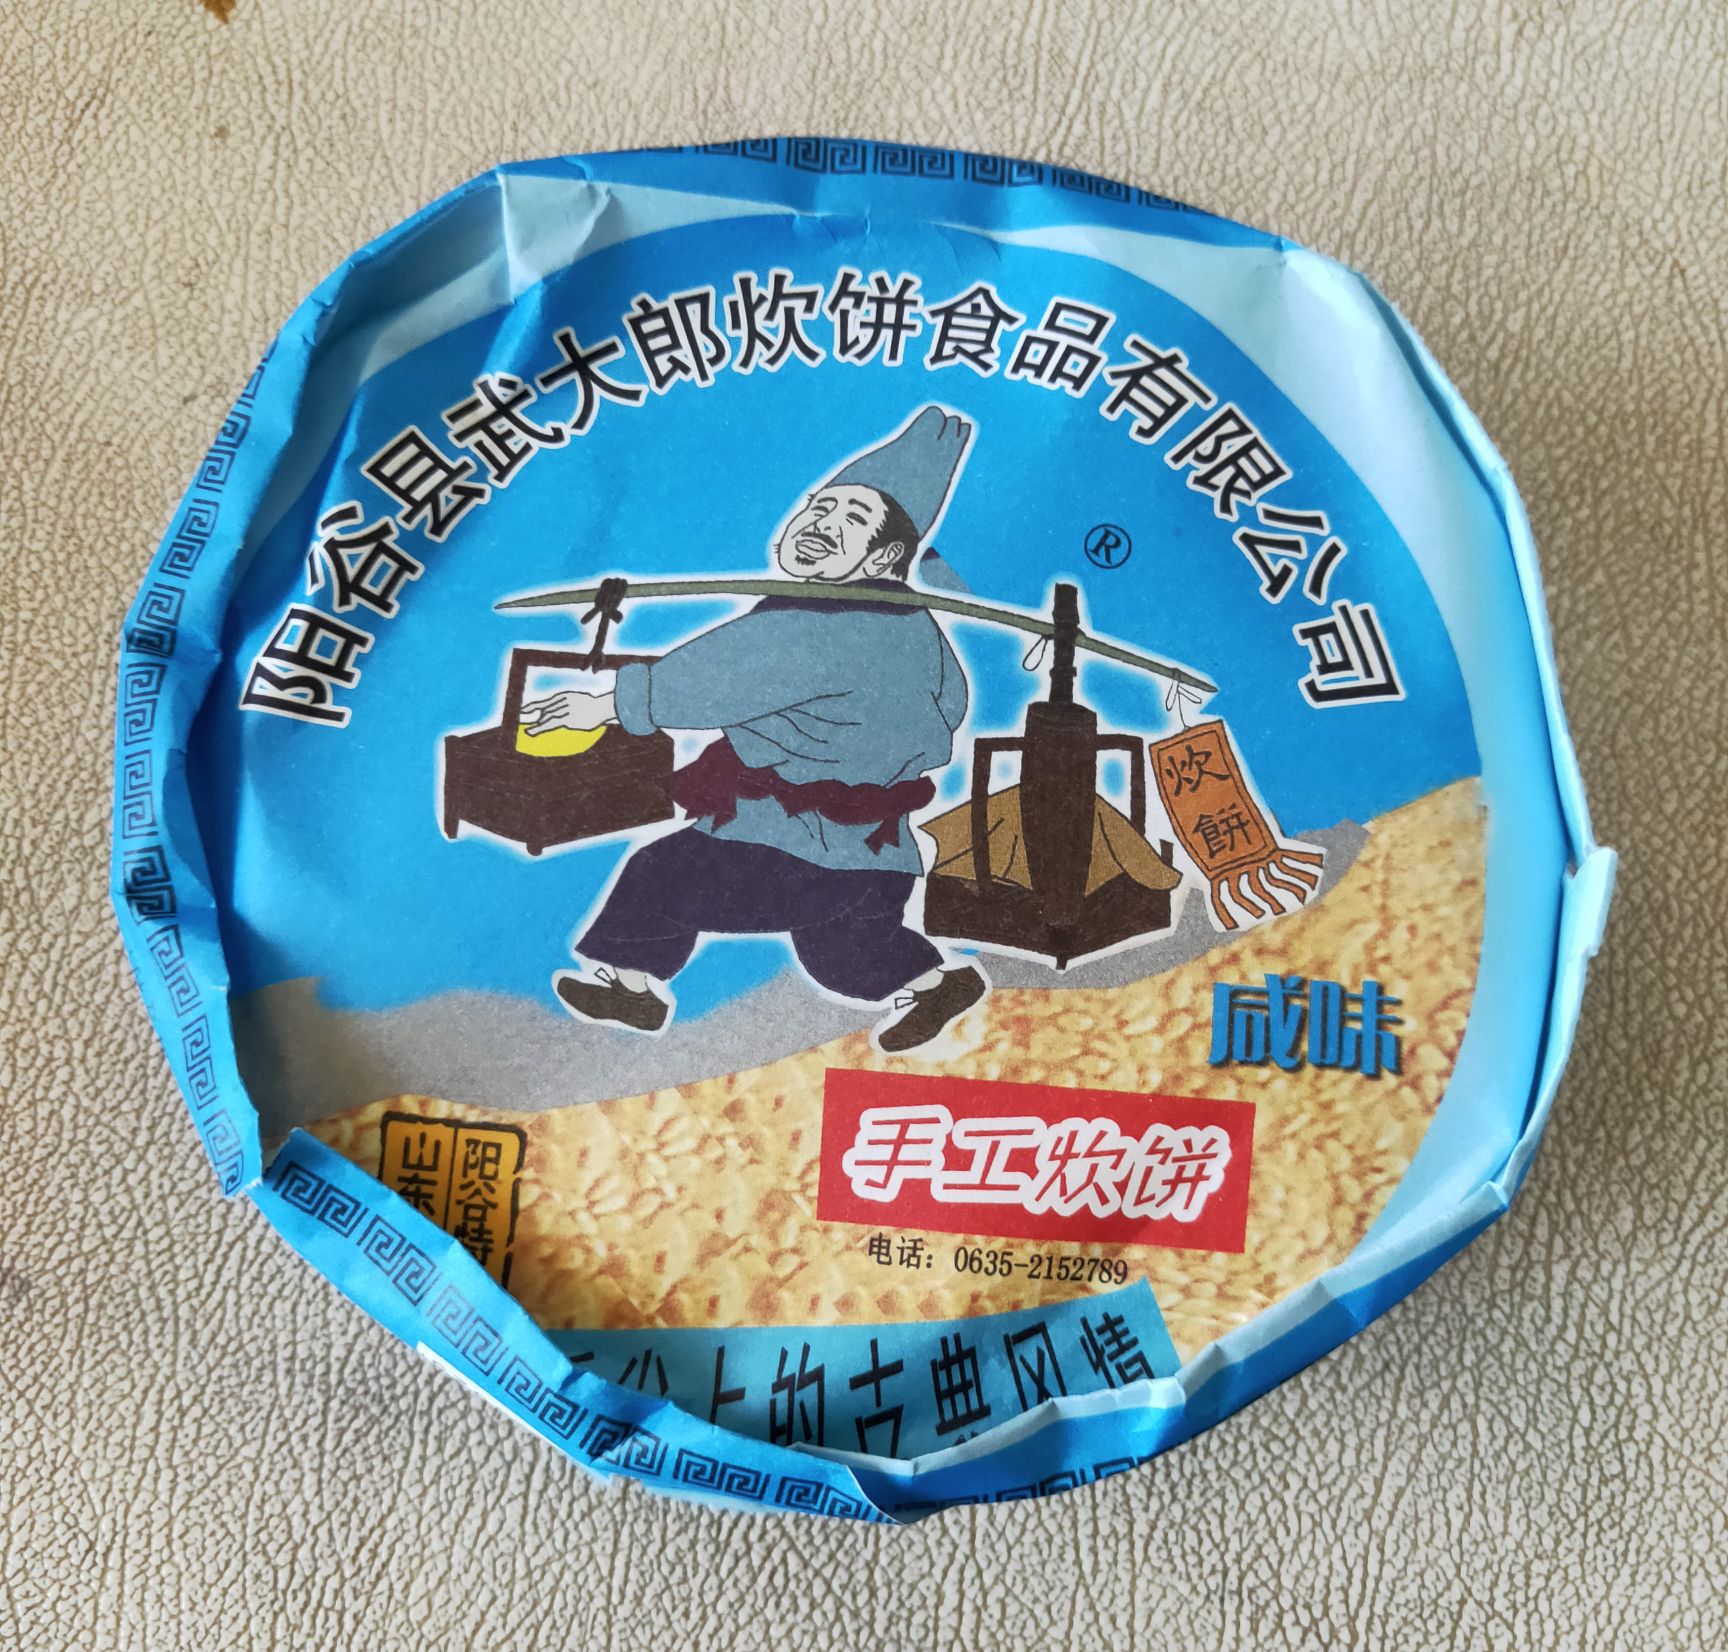 阳谷县武大郎炊饼食品有限公司
®
炊
餅
咸味
手工炊饼
电话：0635-2152789
阳谷特
山东
尖上的古典风情